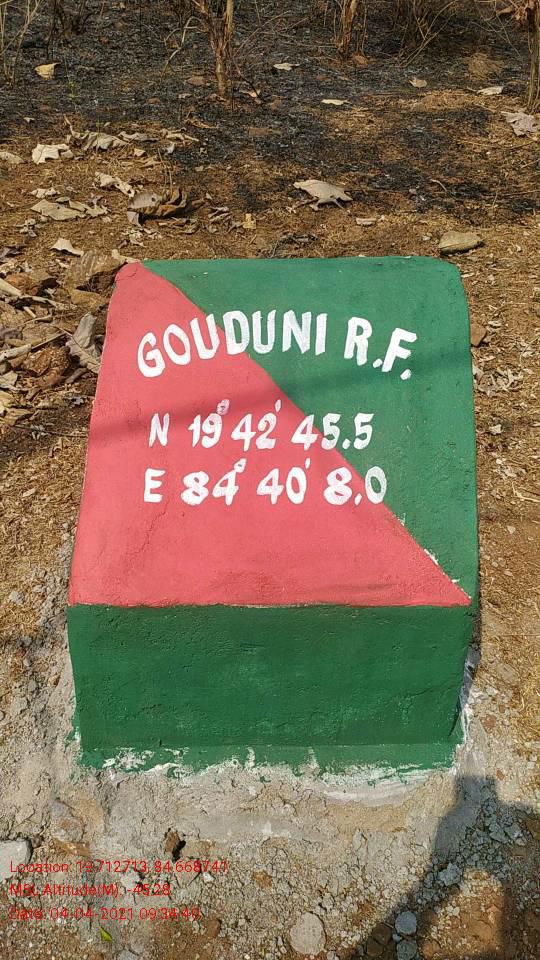 GOUDUNI R.F.
N 19° 42' 45.5
E 84° 40' 8.0
Location: 19.712713, 84.668741
MSL Altitude(M): -45.28
Date: 04-04-2021 09:34:40